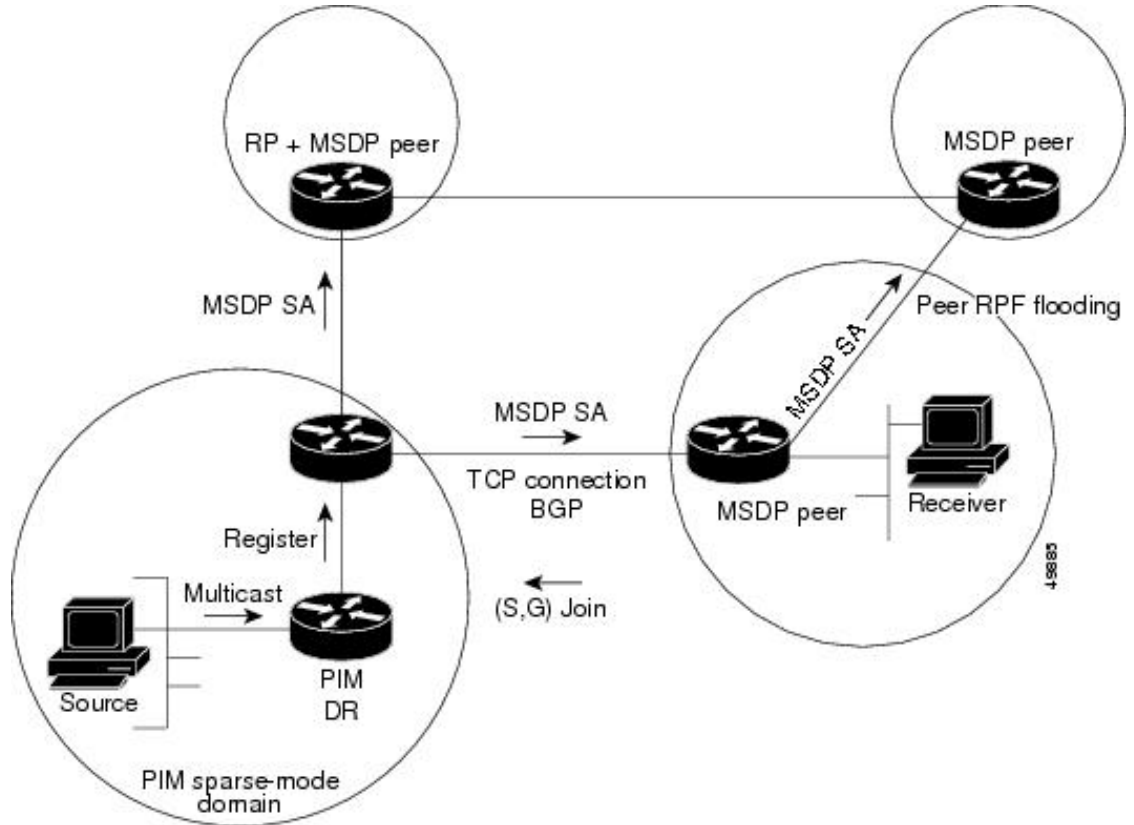 RP + MSDP peer
MSDP peer
MSDP SA
MSDP SA
Peer RPF flooding
MSDP SA
TCP connection
BGP
MSDP peer
Receiver
Register
Multicast
(S,G) Join
49885
Source
PIM
DR
PIM sparse-mode
domain